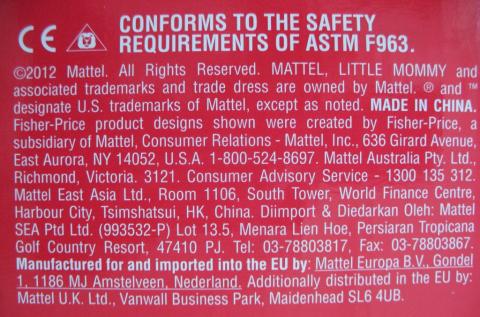 CE CONFORMS TO THE SAFETY
REQUIREMENTS OF ASTM F963.
©2012 Mattel. All Rights Reserved. MATTEL, LITTLE MOMMY and
associated trademarks and trade dress are owned by Mattel. ® and ™
designate U.S. trademarks of Mattel, except as noted. MADE IN CHINA.
Fisher-Price product designs shown were created by Fisher-Price, a
subsidiary of Mattel, Consumer Relations - Mattel, Inc., 636 Girard Avenue,
East Aurora, NY 14052, U.S.A. 1-800-524-8697. Mattel Australia Pty. Ltd.,
Richmond, Victoria. 3121. Consumer Advisory Service - 1300 135 312.
Mattel East Asia Ltd., Room 1106, South Tower, World Finance Centre,
Harbour City, Tsimshatsui, HK, China. Diimport & Diedarkan Oleh: Mattel
SEA Ptd Ltd. (993532-P) Lot 13.5, Menara Lien Hoe, Persiaran Tropicana
Golf Country Resort, 47410 PJ. Tel: 03-78803817, Fax: 03-78803867.
Manufactured for and imported into the EU by: Mattel Europa B.V., Gondel
1, 1186 MJ Amstelveen, Nederland. Additionally distributed in the EU by:
Mattel U.K. Ltd., Vanwall Business Park, Maidenhead SL6 4UB.